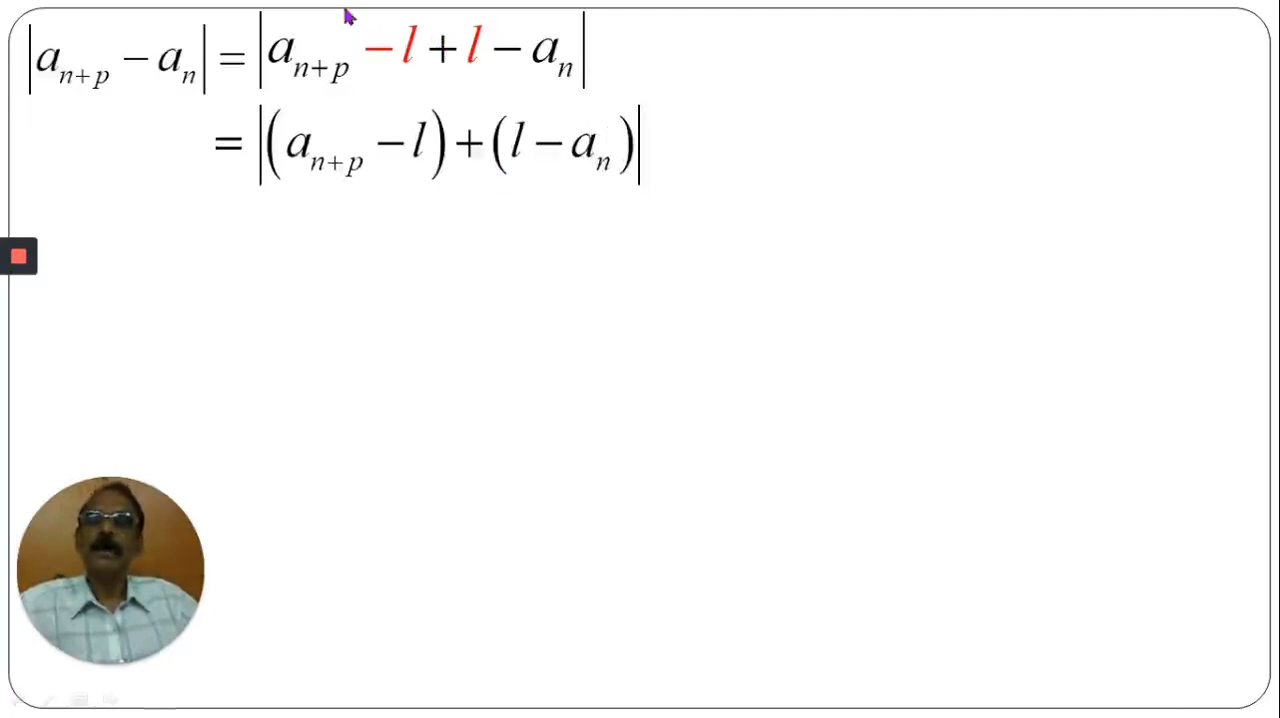 |a_{n+p} − a_n| = |a_{n+p} − l + l − a_n|
= |(a_{n+p} − l) + (l − a_n)|